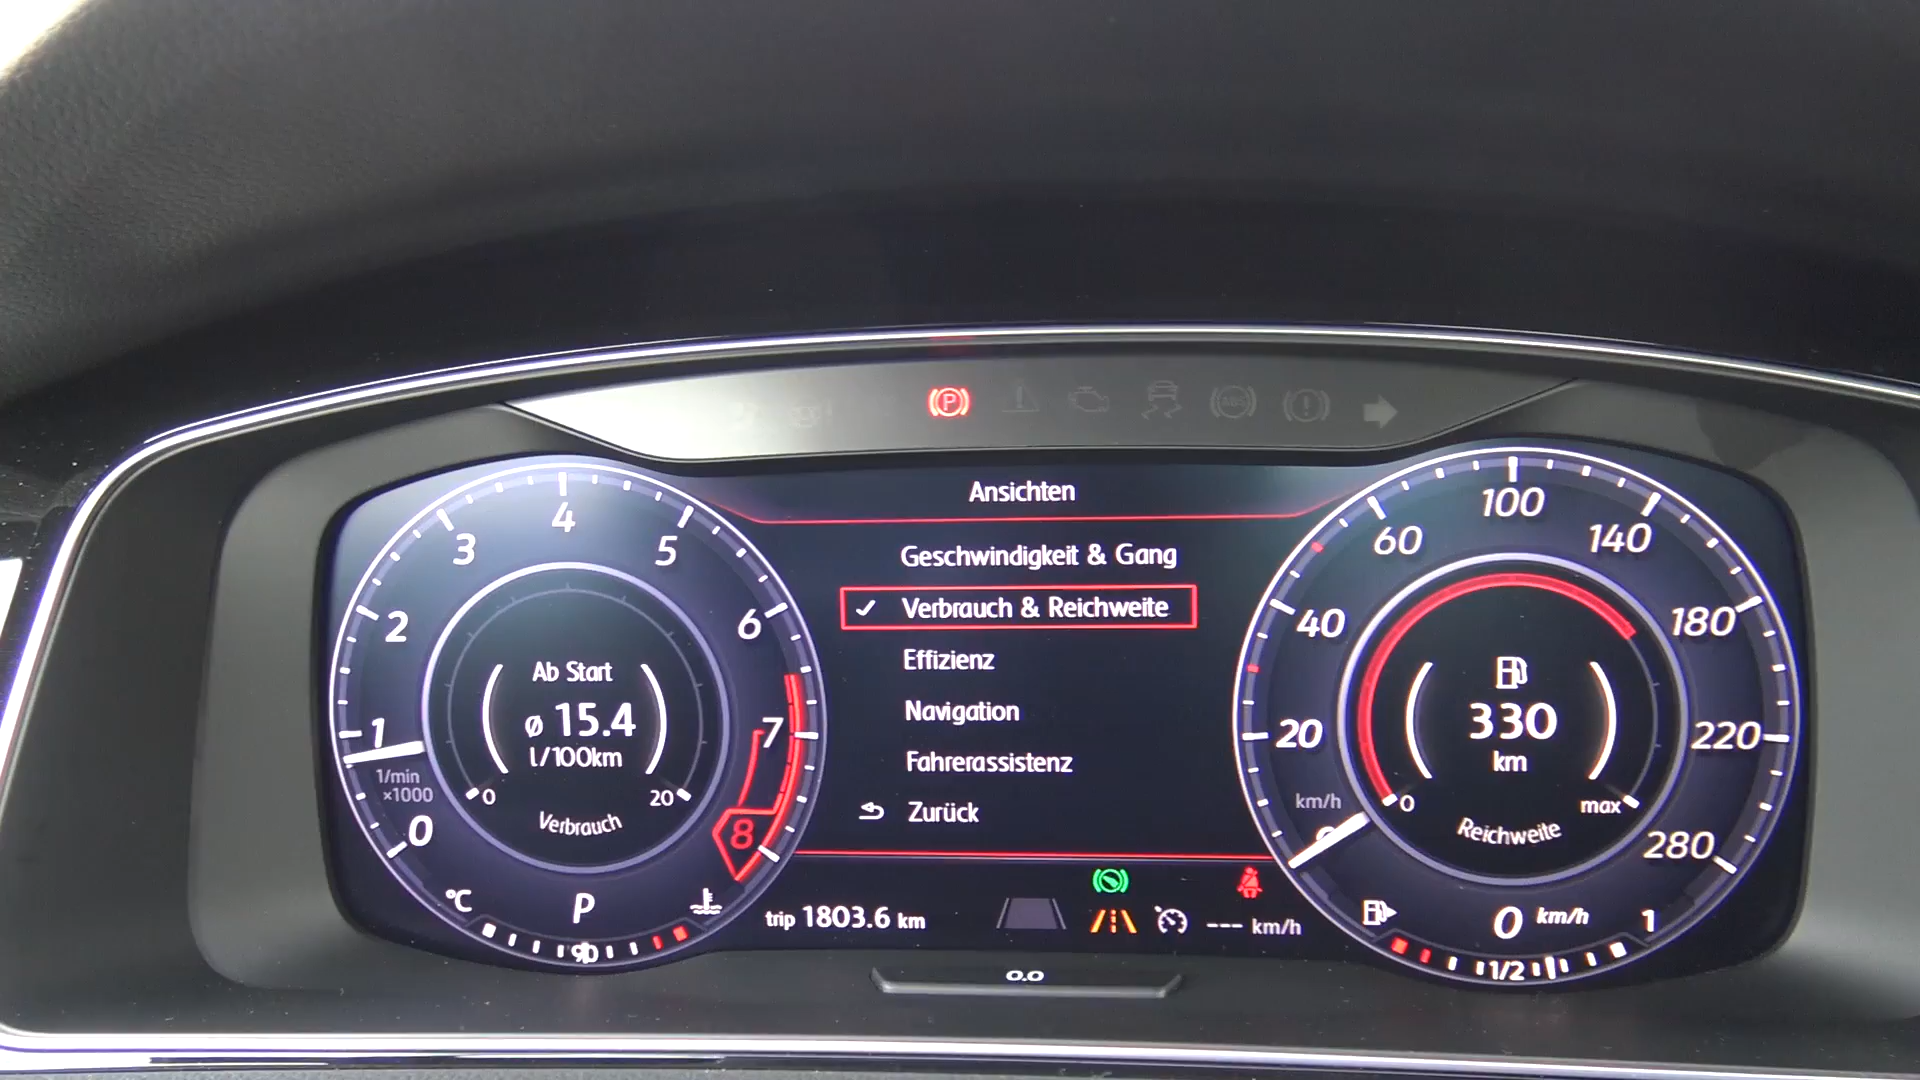 P
ABS
Ansichten
Geschwindigkeit & Gang
Verbrauch & Reichweite
Effizienz
Navigation
Fahrerassistenz
Zurück
0
1
2
3
4
5
6
7
8
1/min
×1000
Ab Start
ø 15.4
l/100km
0
20
Verbrauch
°C
P
90
trip 1803.6 km
--- km/h
0.0
20
40
60
100
140
180
220
280
km/h
330
km
0
max
Reichweite
0 km/h
1/2
1